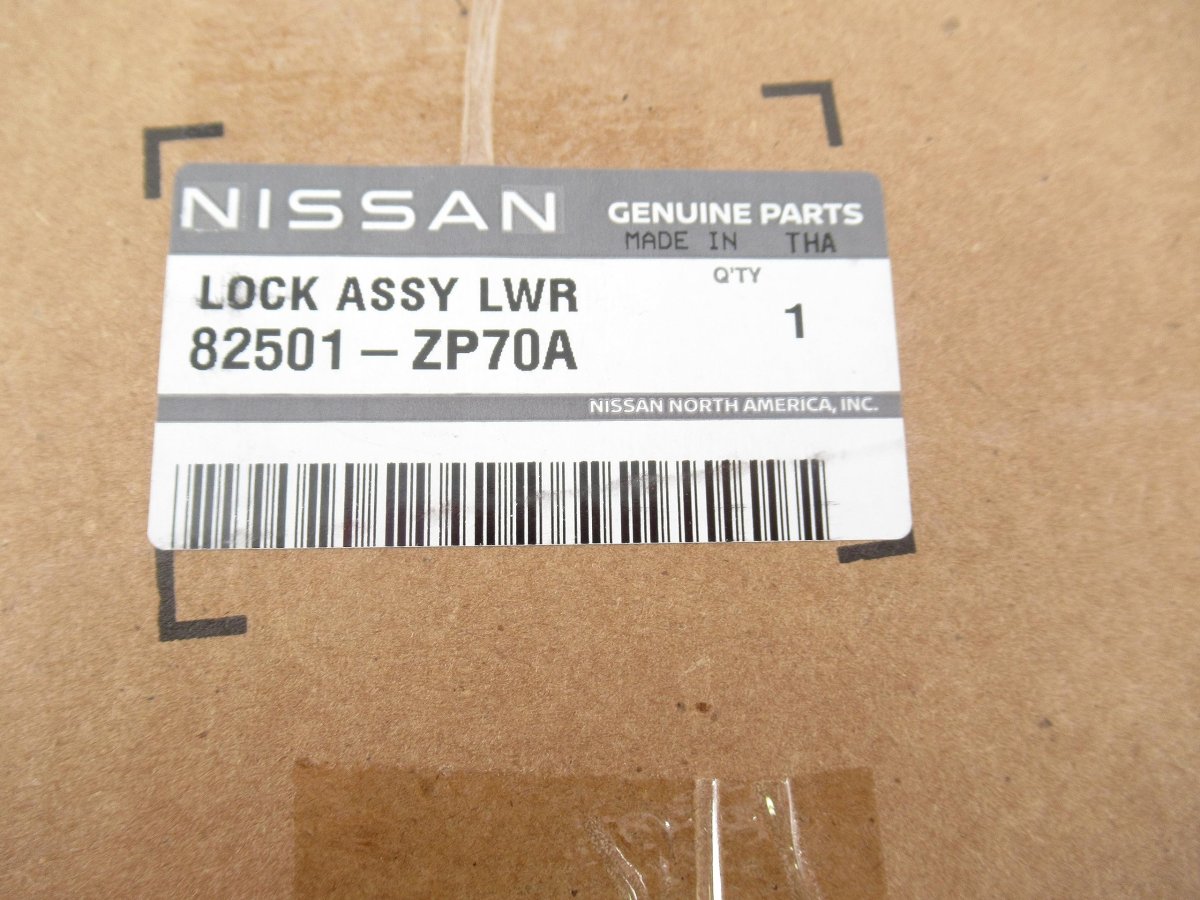 NISSAN GENUINE PARTS
MADE IN THA
LOCK ASSY LWR Q'TY
82501-ZP70A 1
NISSAN NORTH AMERICA, INC.